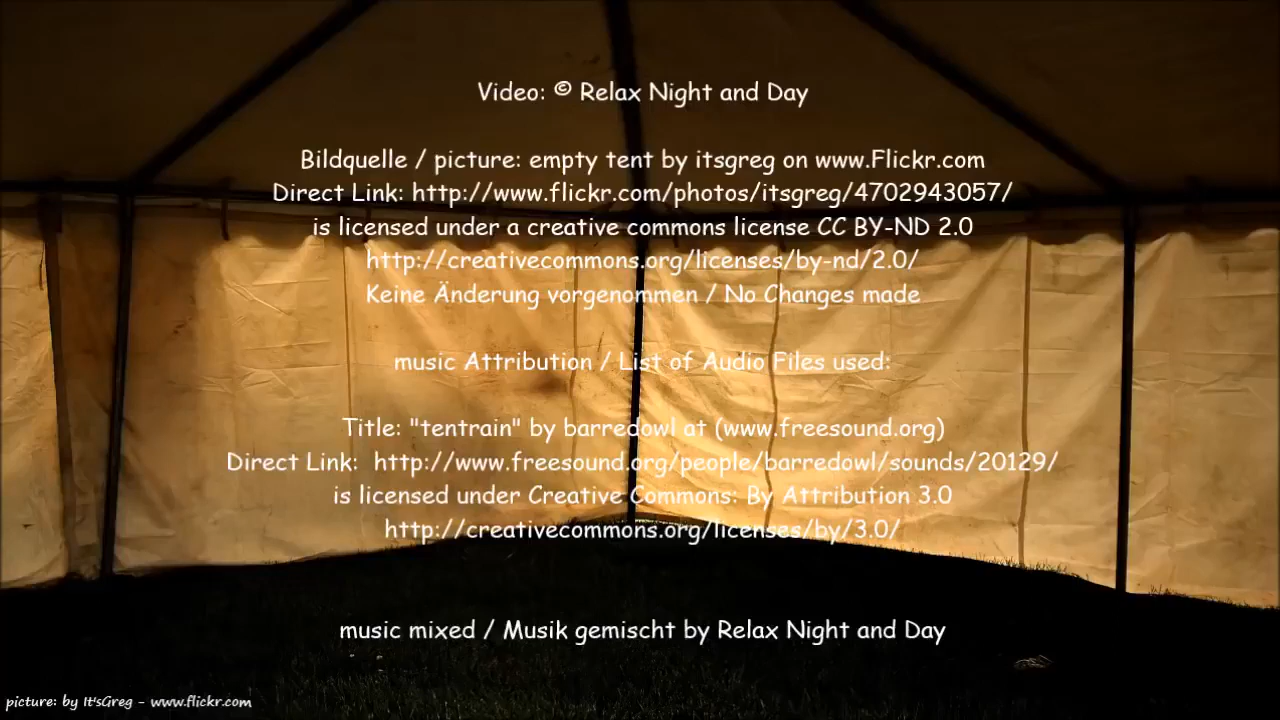 Video: © Relax Night and Day
Bildquelle / picture: empty tent by itsgreg on www.Flickr.com
Direct Link: http://www.flickr.com/photos/itsgreg/4702943057/
is licensed under a creative commons license CC BY-ND 2.0
http://creativecommons.org/licenses/by-nd/2.0/
Keine Änderung vorgenommen / No Changes made
music Attribution / List of Audio Files used:
Title: "tentrain" by barredowl at (www.freesound.org)
Direct Link:  http://www.freesound.org/people/barredowl/sounds/20129/
is licensed under Creative Commons: By Attribution 3.0
http://creativecommons.org/licenses/by/3.0/
music mixed / Musik gemischt by Relax Night and Day
picture: by It'sGreg - www.flickr.com